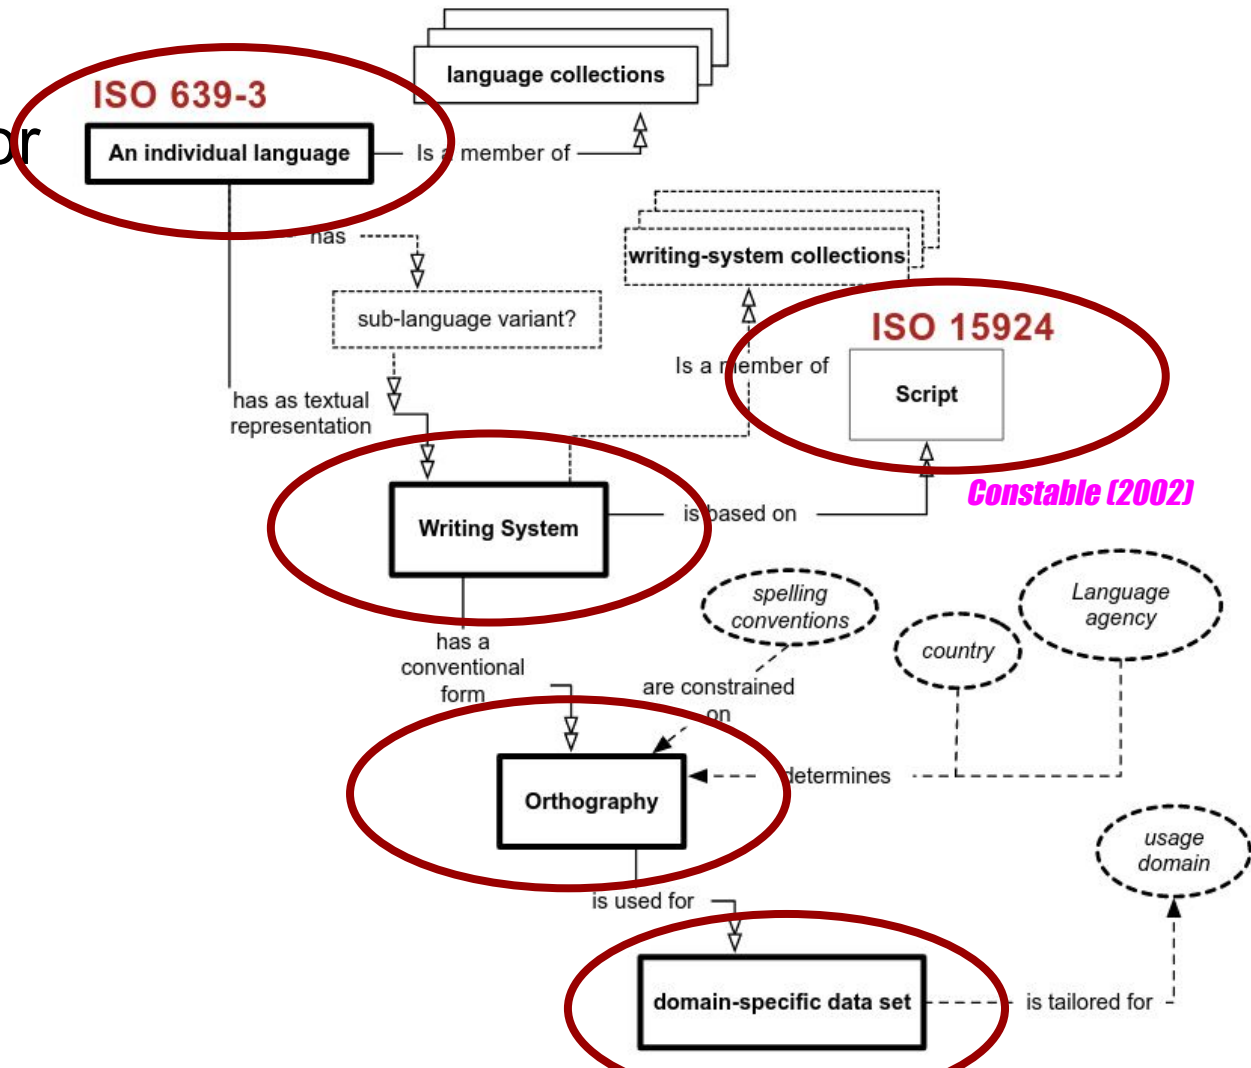 language collections
ISO 639-3
or
An individual language
Is a member of
has
writing-system collections
sub-language variant?
ISO 15924
Is a member of
Script
has as textual
representation
Constable (2002)
Writing System
is based on
spelling
conventions
Language
agency
country
has a
conventional
form
are constrained
on
determines
Orthography
usage
domain
is used for
domain-specific data set
is tailored for